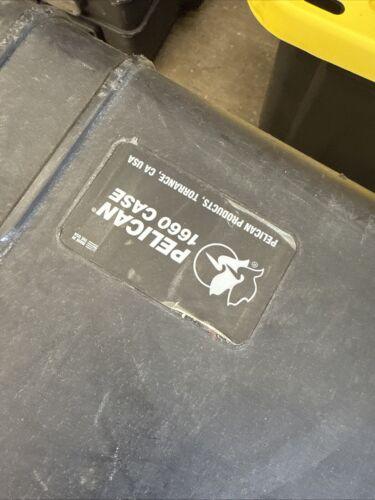 PELICAN
1660 CASE
PELICAN PRODUCTS, TORRANCE, CA USA